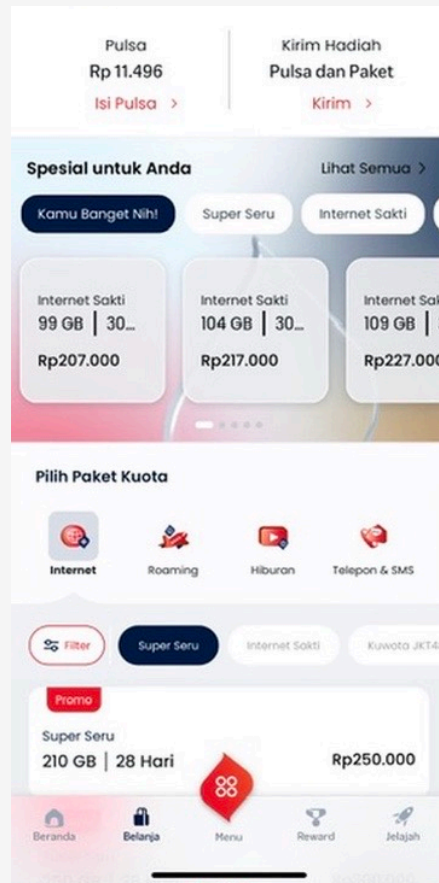 Pulsa
Rp 11.496
Isi Pulsa >
Kirim Hadiah
Pulsa dan Paket
Kirim >
Spesial untuk Anda
Lihat Semua >
Kamu Banget Nih!
Super Seru
Internet Sakti
Internet Sakti
99 GB | 30...
Rp207.000
Internet Sakti
104 GB | 30...
Rp217.000
Internet Sak
109 GB |
Rp227.000
Pilih Paket Kuota
Internet
Roaming
Hiburan
Telepon & SMS
Filter
Super Seru
Internet Sakti
Kuwota JKT4
Promo
Super Seru
210 GB | 28 Hari
Rp250.000
Beranda
Belanja
Menu
Reward
Jelajah